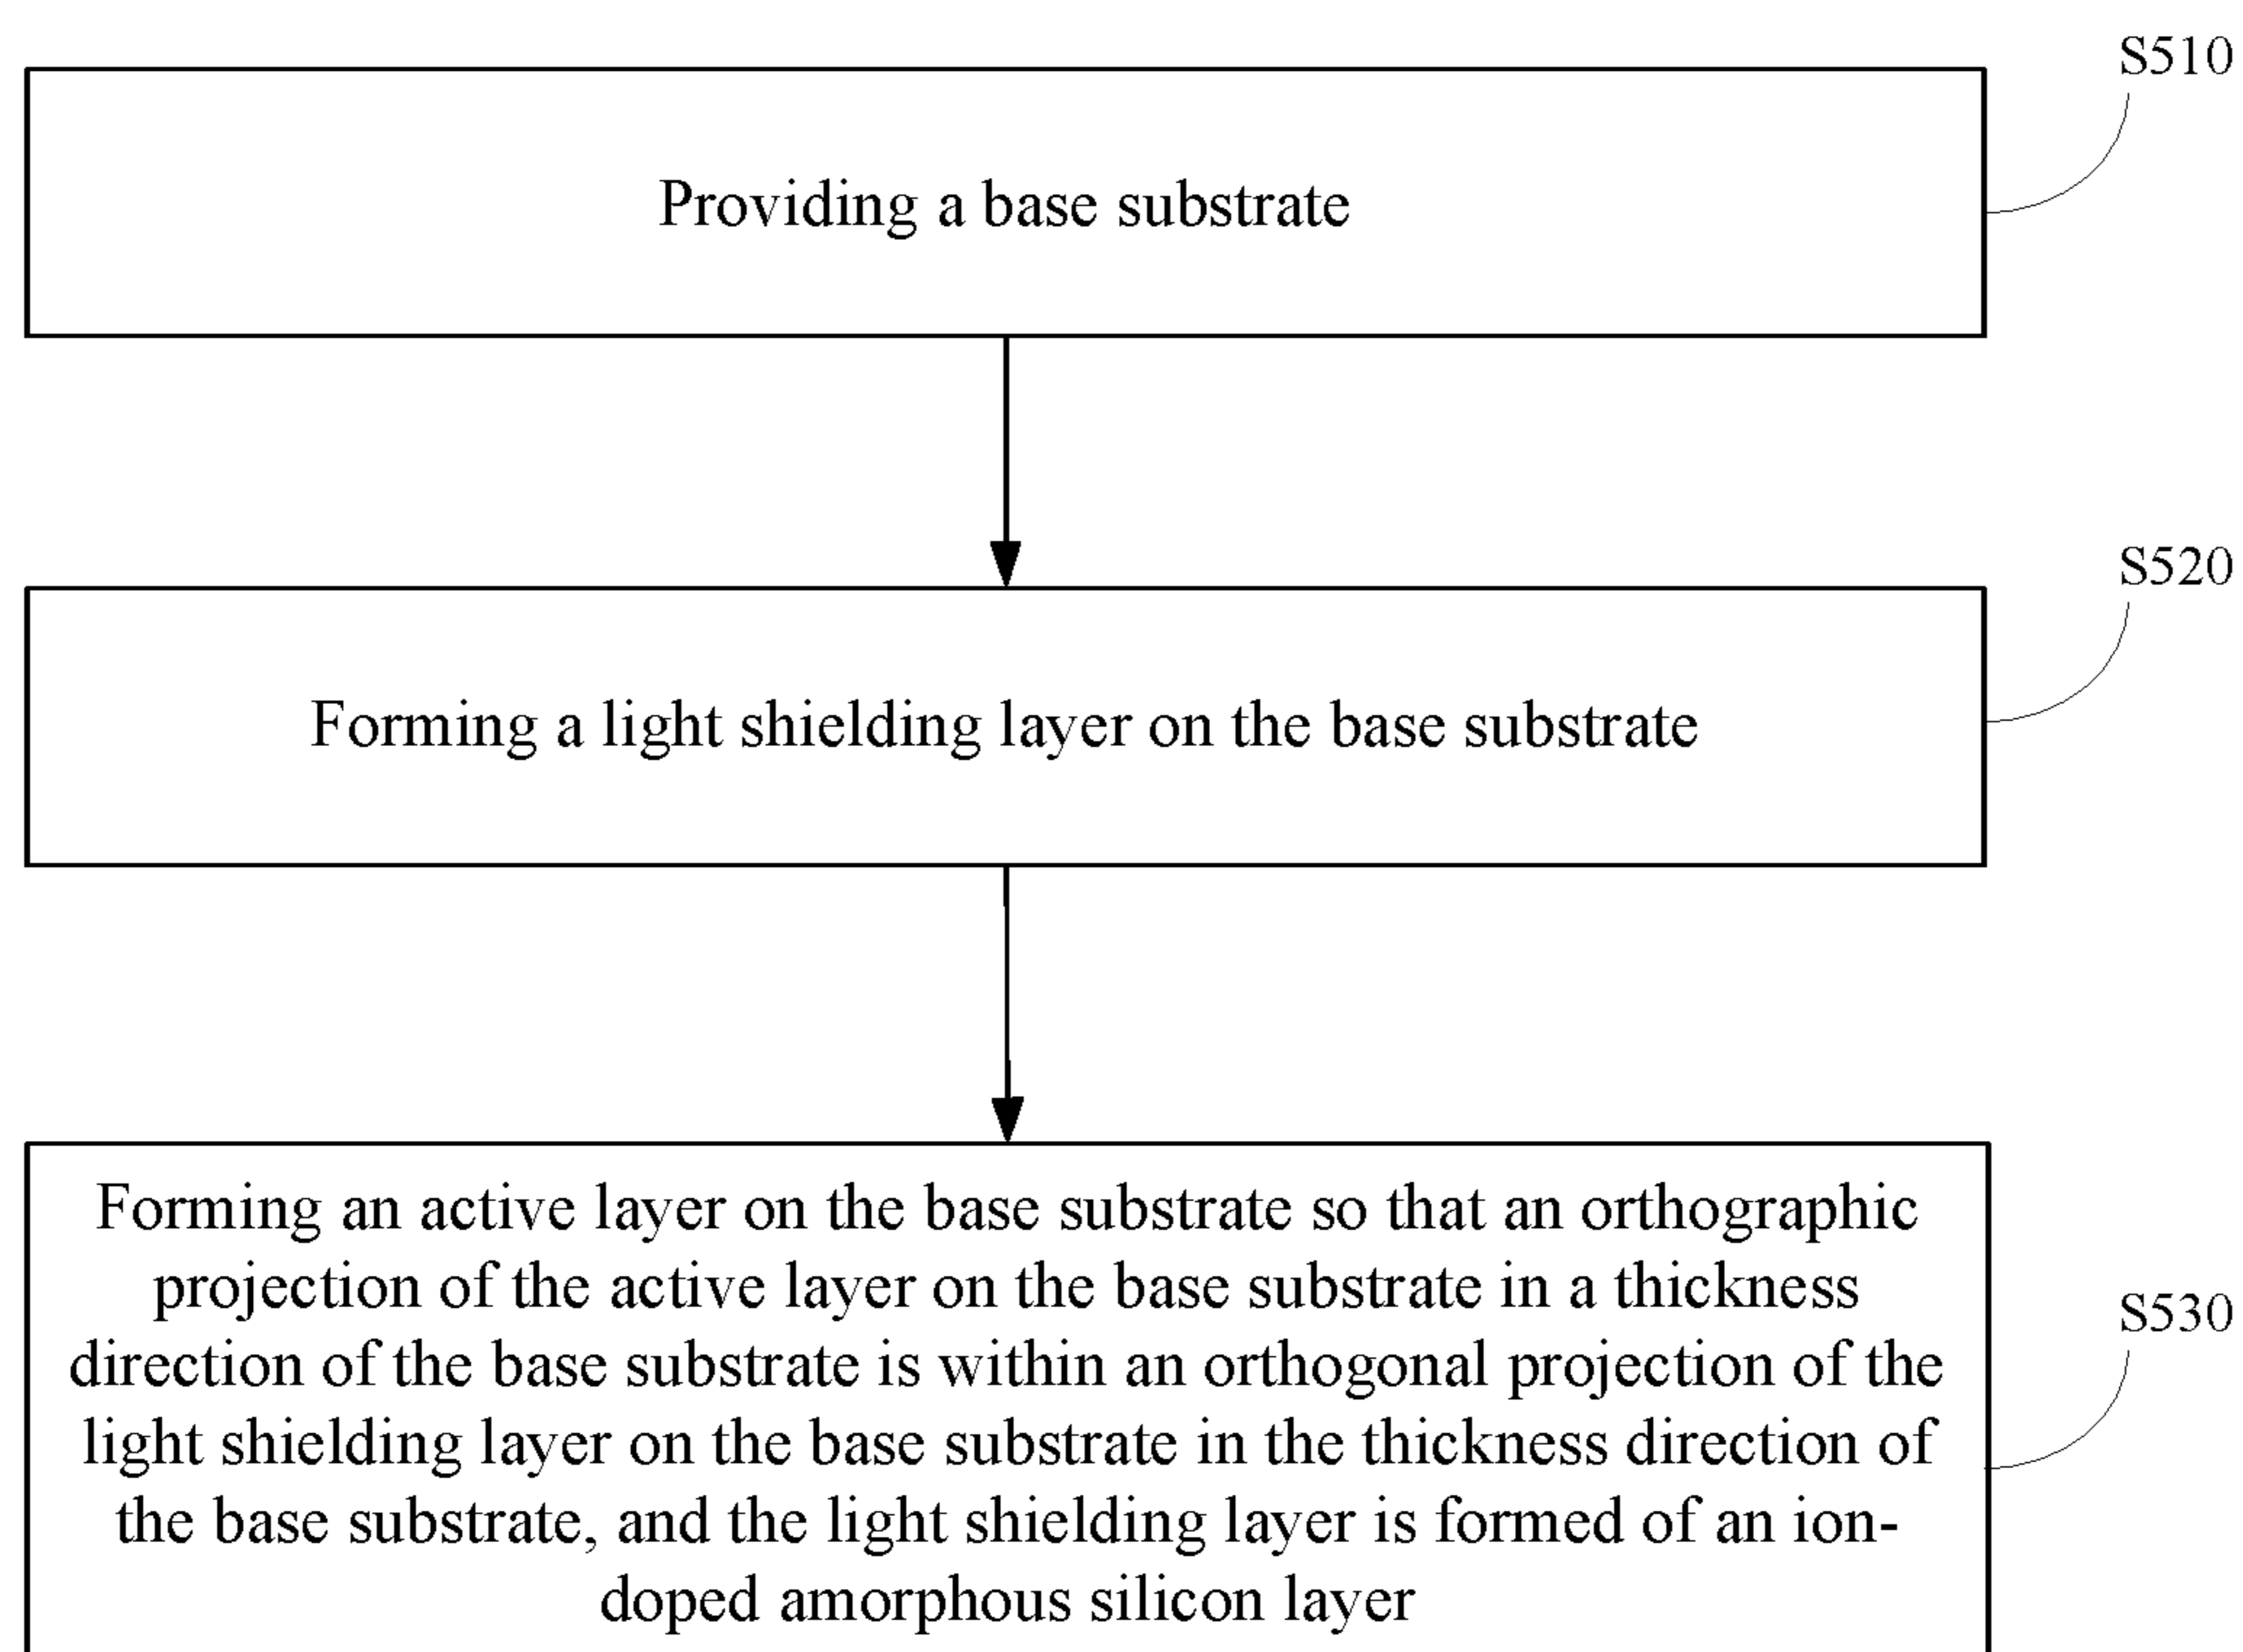 S510
Providing a base substrate
S520
Forming a light shielding layer on the base substrate
Forming an active layer on the base substrate so that an orthographic
projection of the active layer on the base substrate in a thickness
direction of the base substrate is within an orthogonal projection of the
S530
light shielding layer on the base substrate in the thickness direction of
the base substrate, and the light shielding layer is formed of an ion-
doped amorphous silicon layer